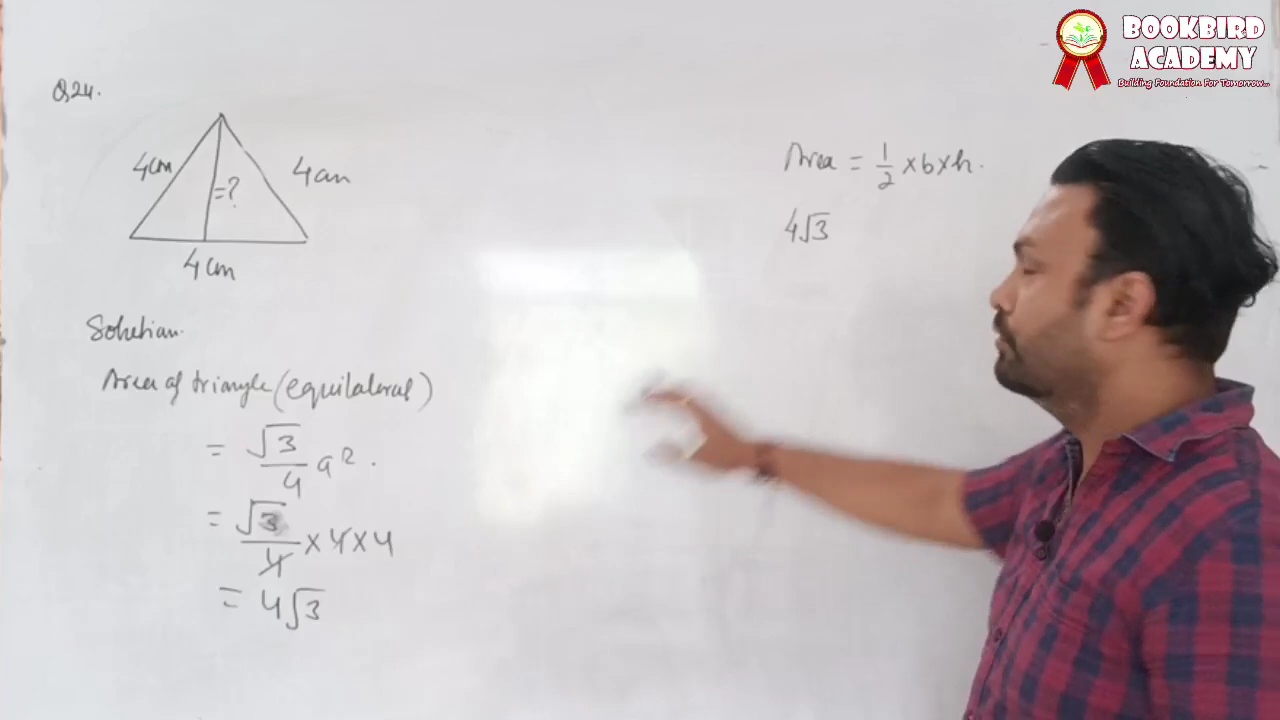 BOOKBIRD
ACADEMY
Building Foundation For Tomorrow...
Q24.
4cm
4cm
=?
4cm
Solution.
Area of triangle (equilateral)
= √3/4 a².
= √3/4 × 4 × 4
= 4√3
Area = 1/2 × b × h.
4√3